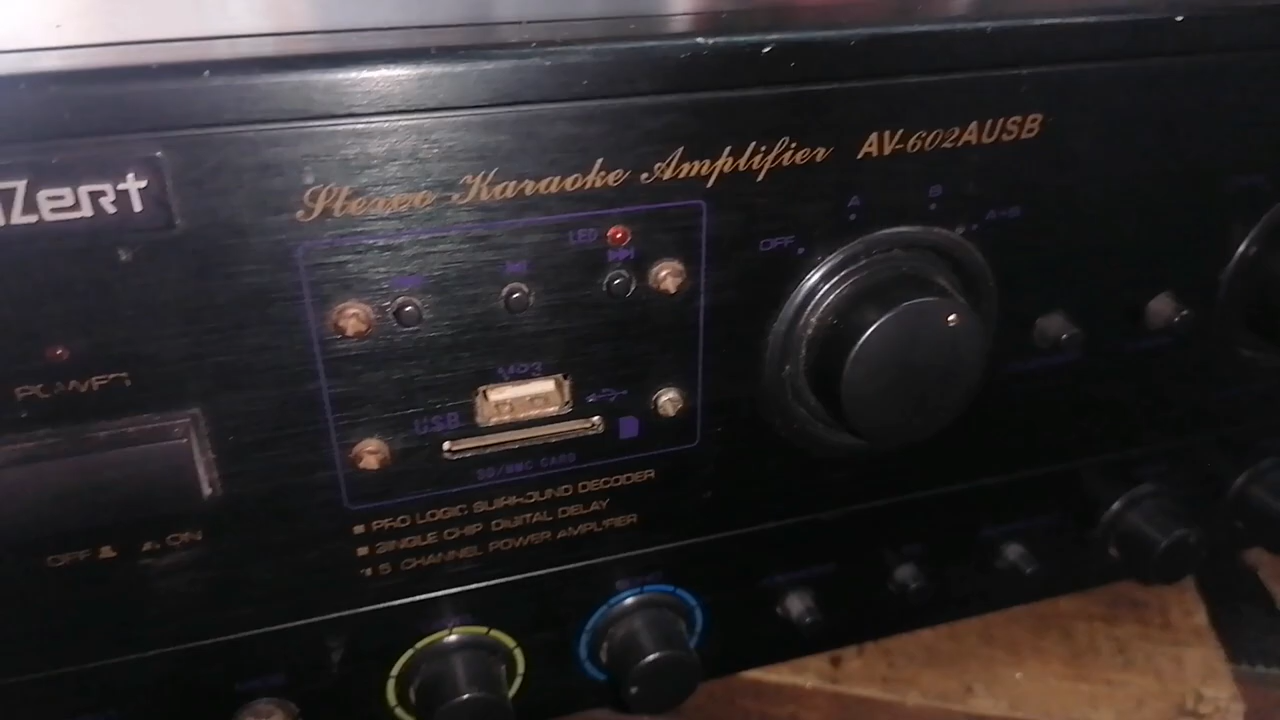 Zert
Stereo Karaoke Amplifier AV-602AUSB
A
B
A+B
OFF
LED
POWER
MP3
USB
SD/MMC CARD
■ PRO LOGIC SURROUND DECODER
■ SINGLE CHIP DIGITAL DELAY
■ 5 CHANNEL POWER AMPLIFIER
OFF ON